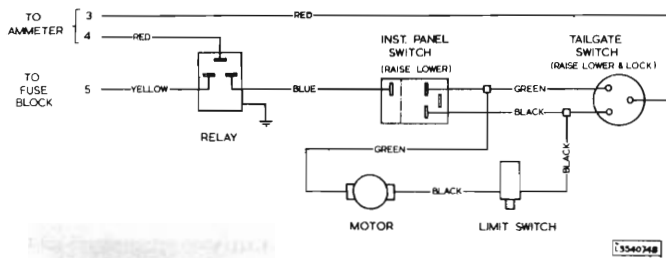 TO AMMETER
3
RED
4
RED
TO FUSE BLOCK
5
YELLOW
RELAY
BLUE
INST. PANEL SWITCH
(RAISE LOWER)
TAILGATE SWITCH
(RAISE LOWER & LOCK)
GREEN
BLACK
GREEN
BLACK
BLACK
MOTOR
LIMIT SWITCH